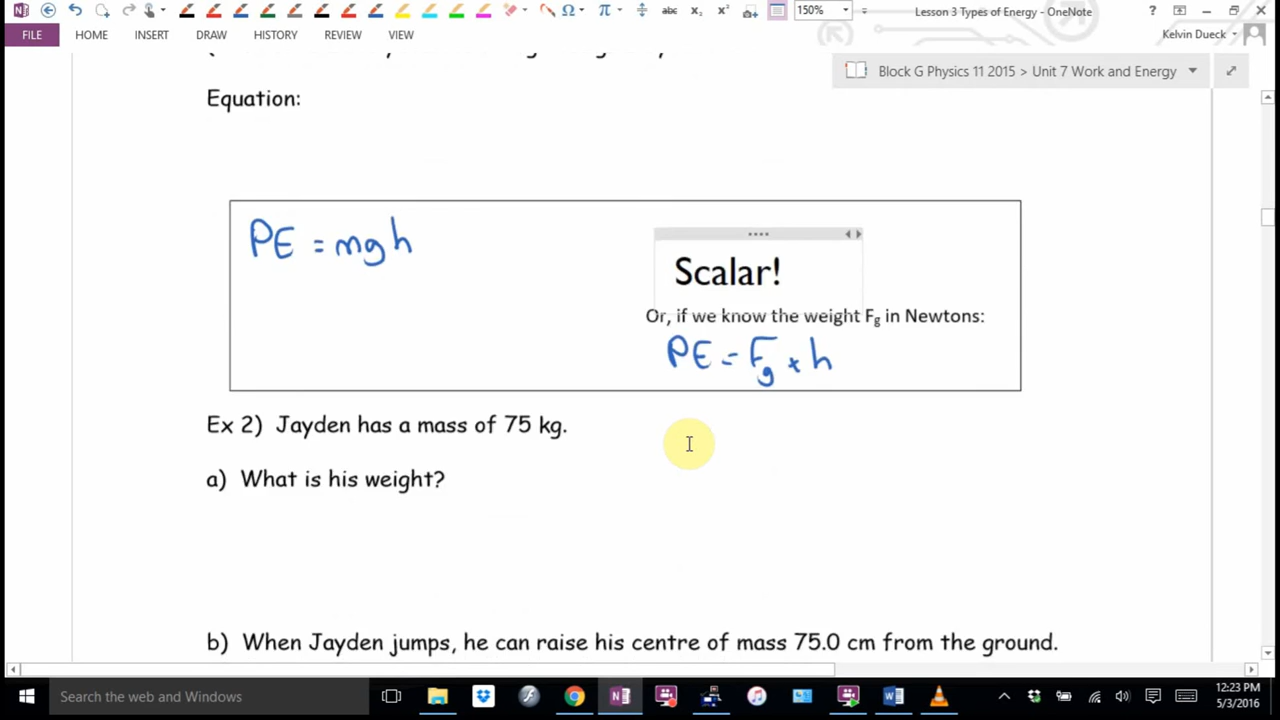 150%
Lesson 3 Types of Energy - OneNote
FILE HOME INSERT DRAW HISTORY REVIEW VIEW
Kelvin Dueck
Block G Physics 11 2015 > Unit 7 Work and Energy
Equation:
PE = mgh
Scalar!
Or, if we know the weight Fg in Newtons:
PE = Fg * h
Ex 2) Jayden has a mass of 75 kg.
a) What is his weight?
b) When Jayden jumps, he can raise his centre of mass 75.0 cm from the ground.
Search the web and Windows
12:23 PM
5/3/2016